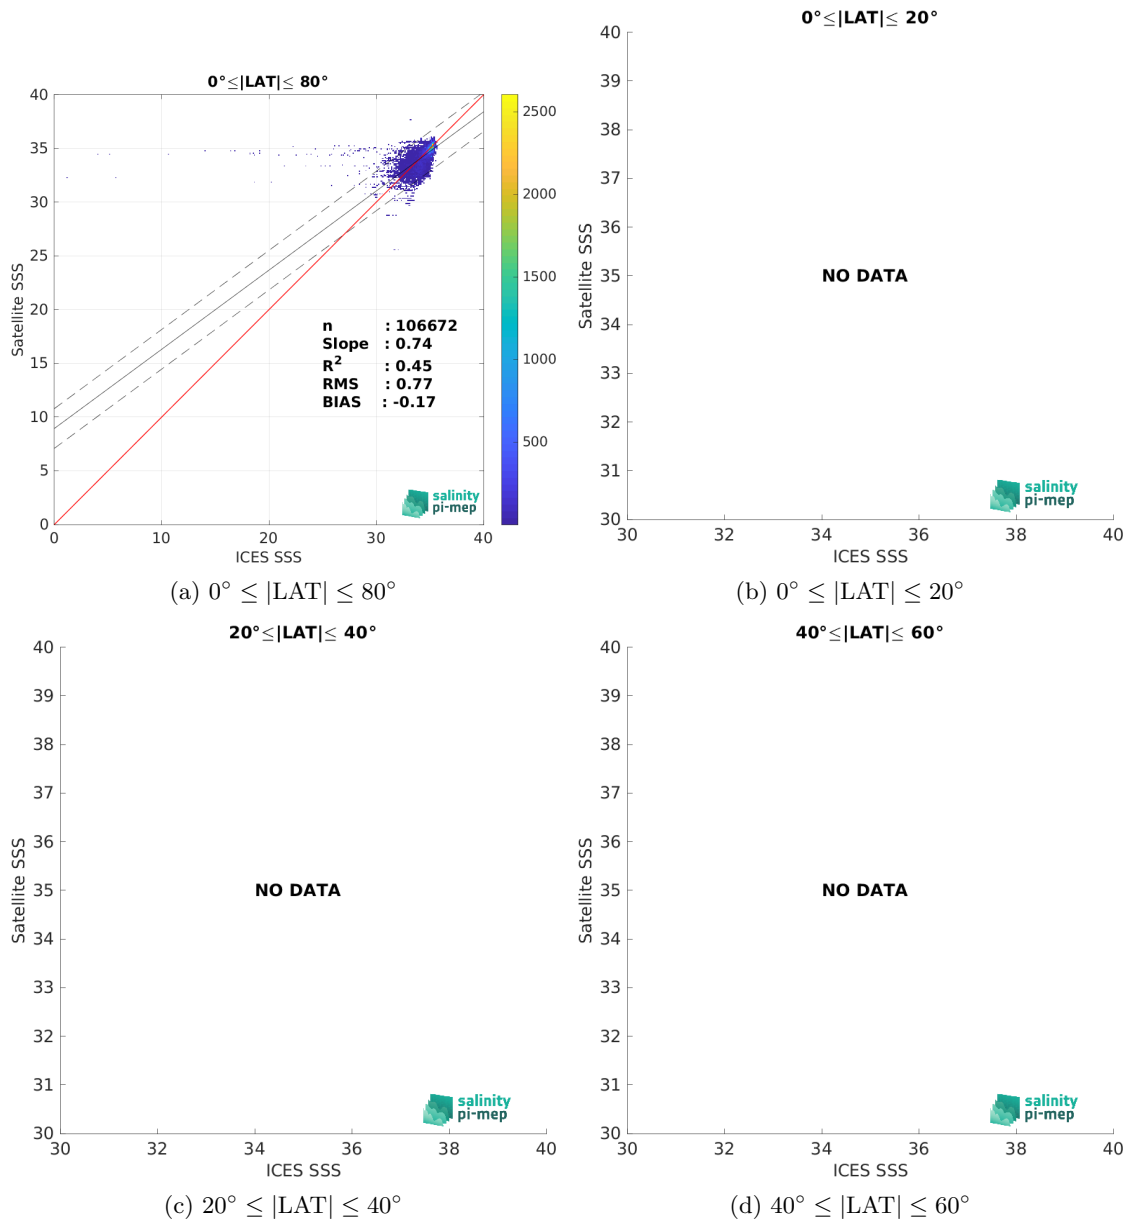 0°≤|LAT|≤ 80°
40
35
30
25
20
15
10
5
0
Satellite SSS
n : 106672
Slope : 0.74
R² : 0.45
RMS : 0.77
BIAS : -0.17
salinity
pi-mep
0 10 20 30 40
ICES SSS
2500
2000
1500
1000
500
(a) 0° ≤ |LAT| ≤ 80°
0°≤|LAT|≤ 20°
40
39
38
37
36
35
34
33
32
31
30
Satellite SSS
NO DATA
salinity
pi-mep
30 32 34 36 38 40
ICES SSS
(b) 0° ≤ |LAT| ≤ 20°
20°≤|LAT|≤ 40°
40
39
38
37
36
35
34
33
32
31
30
Satellite SSS
NO DATA
salinity
pi-mep
30 32 34 36 38 40
ICES SSS
(c) 20° ≤ |LAT| ≤ 40°
40°≤|LAT|≤ 60°
40
39
38
37
36
35
34
33
32
31
30
Satellite SSS
NO DATA
salinity
pi-mep
30 32 34 36 38 40
ICES SSS
(d) 40° ≤ |LAT| ≤ 60°